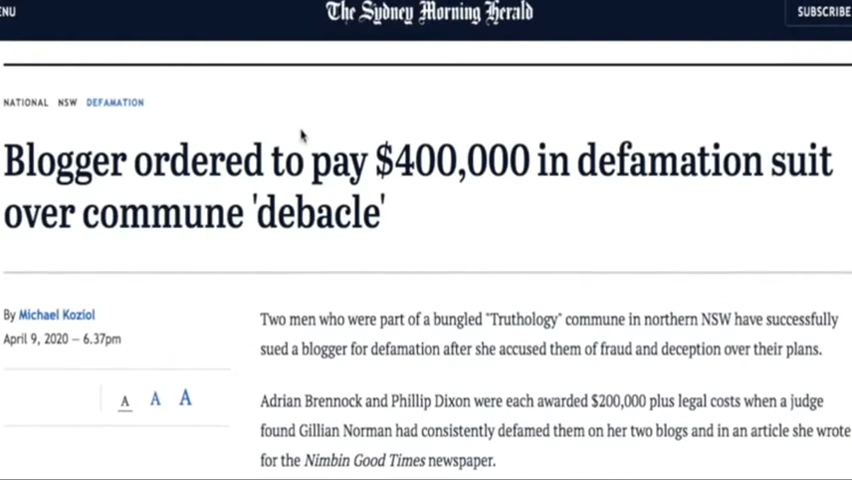 The Sydney Morning Herald
SUBSCRIBE
NATIONAL NSW DEFAMATION
Blogger ordered to pay $400,000 in defamation suit
over commune 'debacle'
By Michael Koziol
April 9, 2020 — 6.37pm
A A A
Two men who were part of a bungled "Truthology" commune in northern NSW have successfully
sued a blogger for defamation after she accused them of fraud and deception over their plans.
Adrian Brennock and Phillip Dixon were each awarded $200,000 plus legal costs when a judge
found Gillian Norman had consistently defamed them on her two blogs and in an article she wrote
for the Nimbin Good Times newspaper.